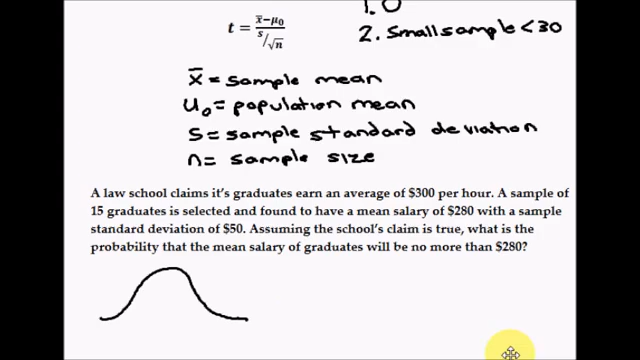 1. O
t = x̄−μ₀ / s/√n
2. Small sample < 30
x̄ = sample mean
u₀ = population mean
S = sample standard deviation
n = sample size
A law school claims it's graduates earn an average of $300 per hour. A sample of
15 graduates is selected and found to have a mean salary of $280 with a sample
standard deviation of $50. Assuming the school's claim is true, what is the
probability that the mean salary of graduates will be no more than $280?